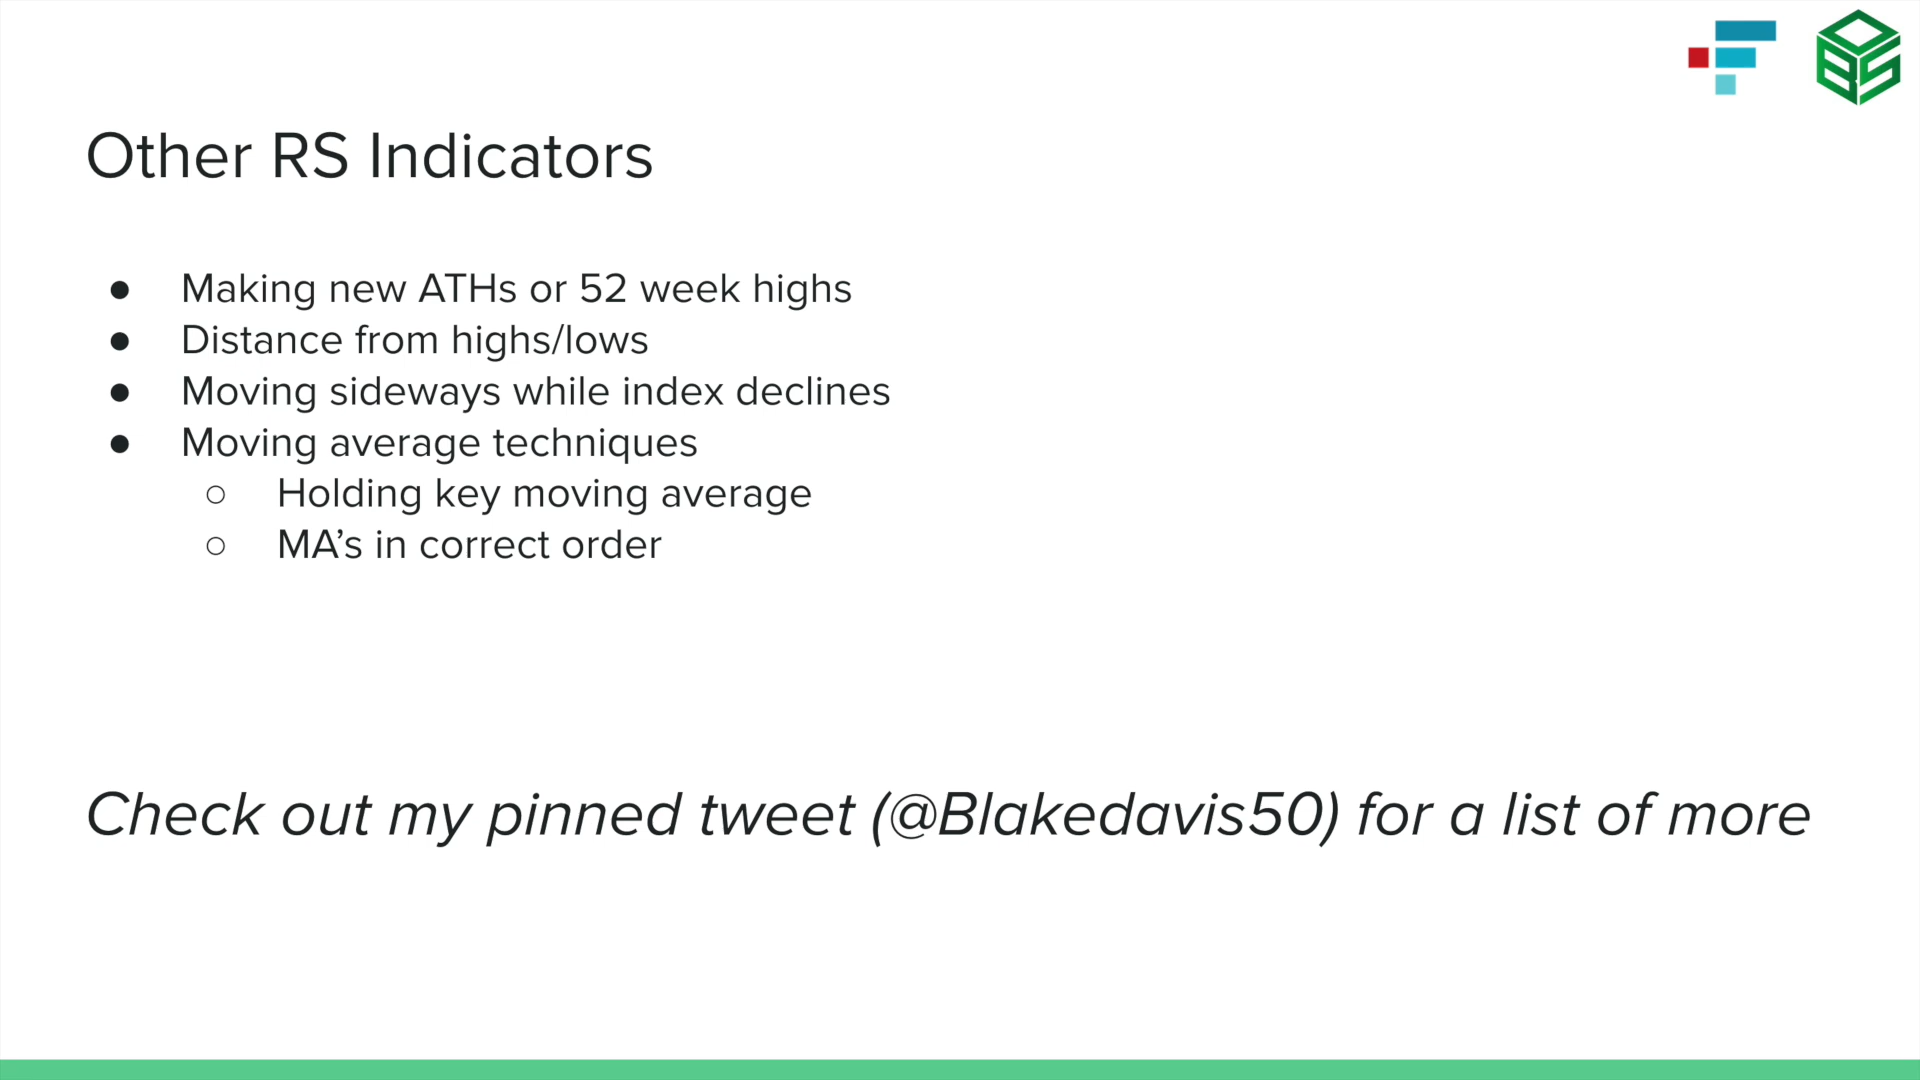 Other RS Indicators
● Making new ATHs or 52 week highs
● Distance from highs/lows
● Moving sideways while index declines
● Moving average techniques
○ Holding key moving average
○ MA’s in correct order
Check out my pinned tweet (@Blakedavis50) for a list of more